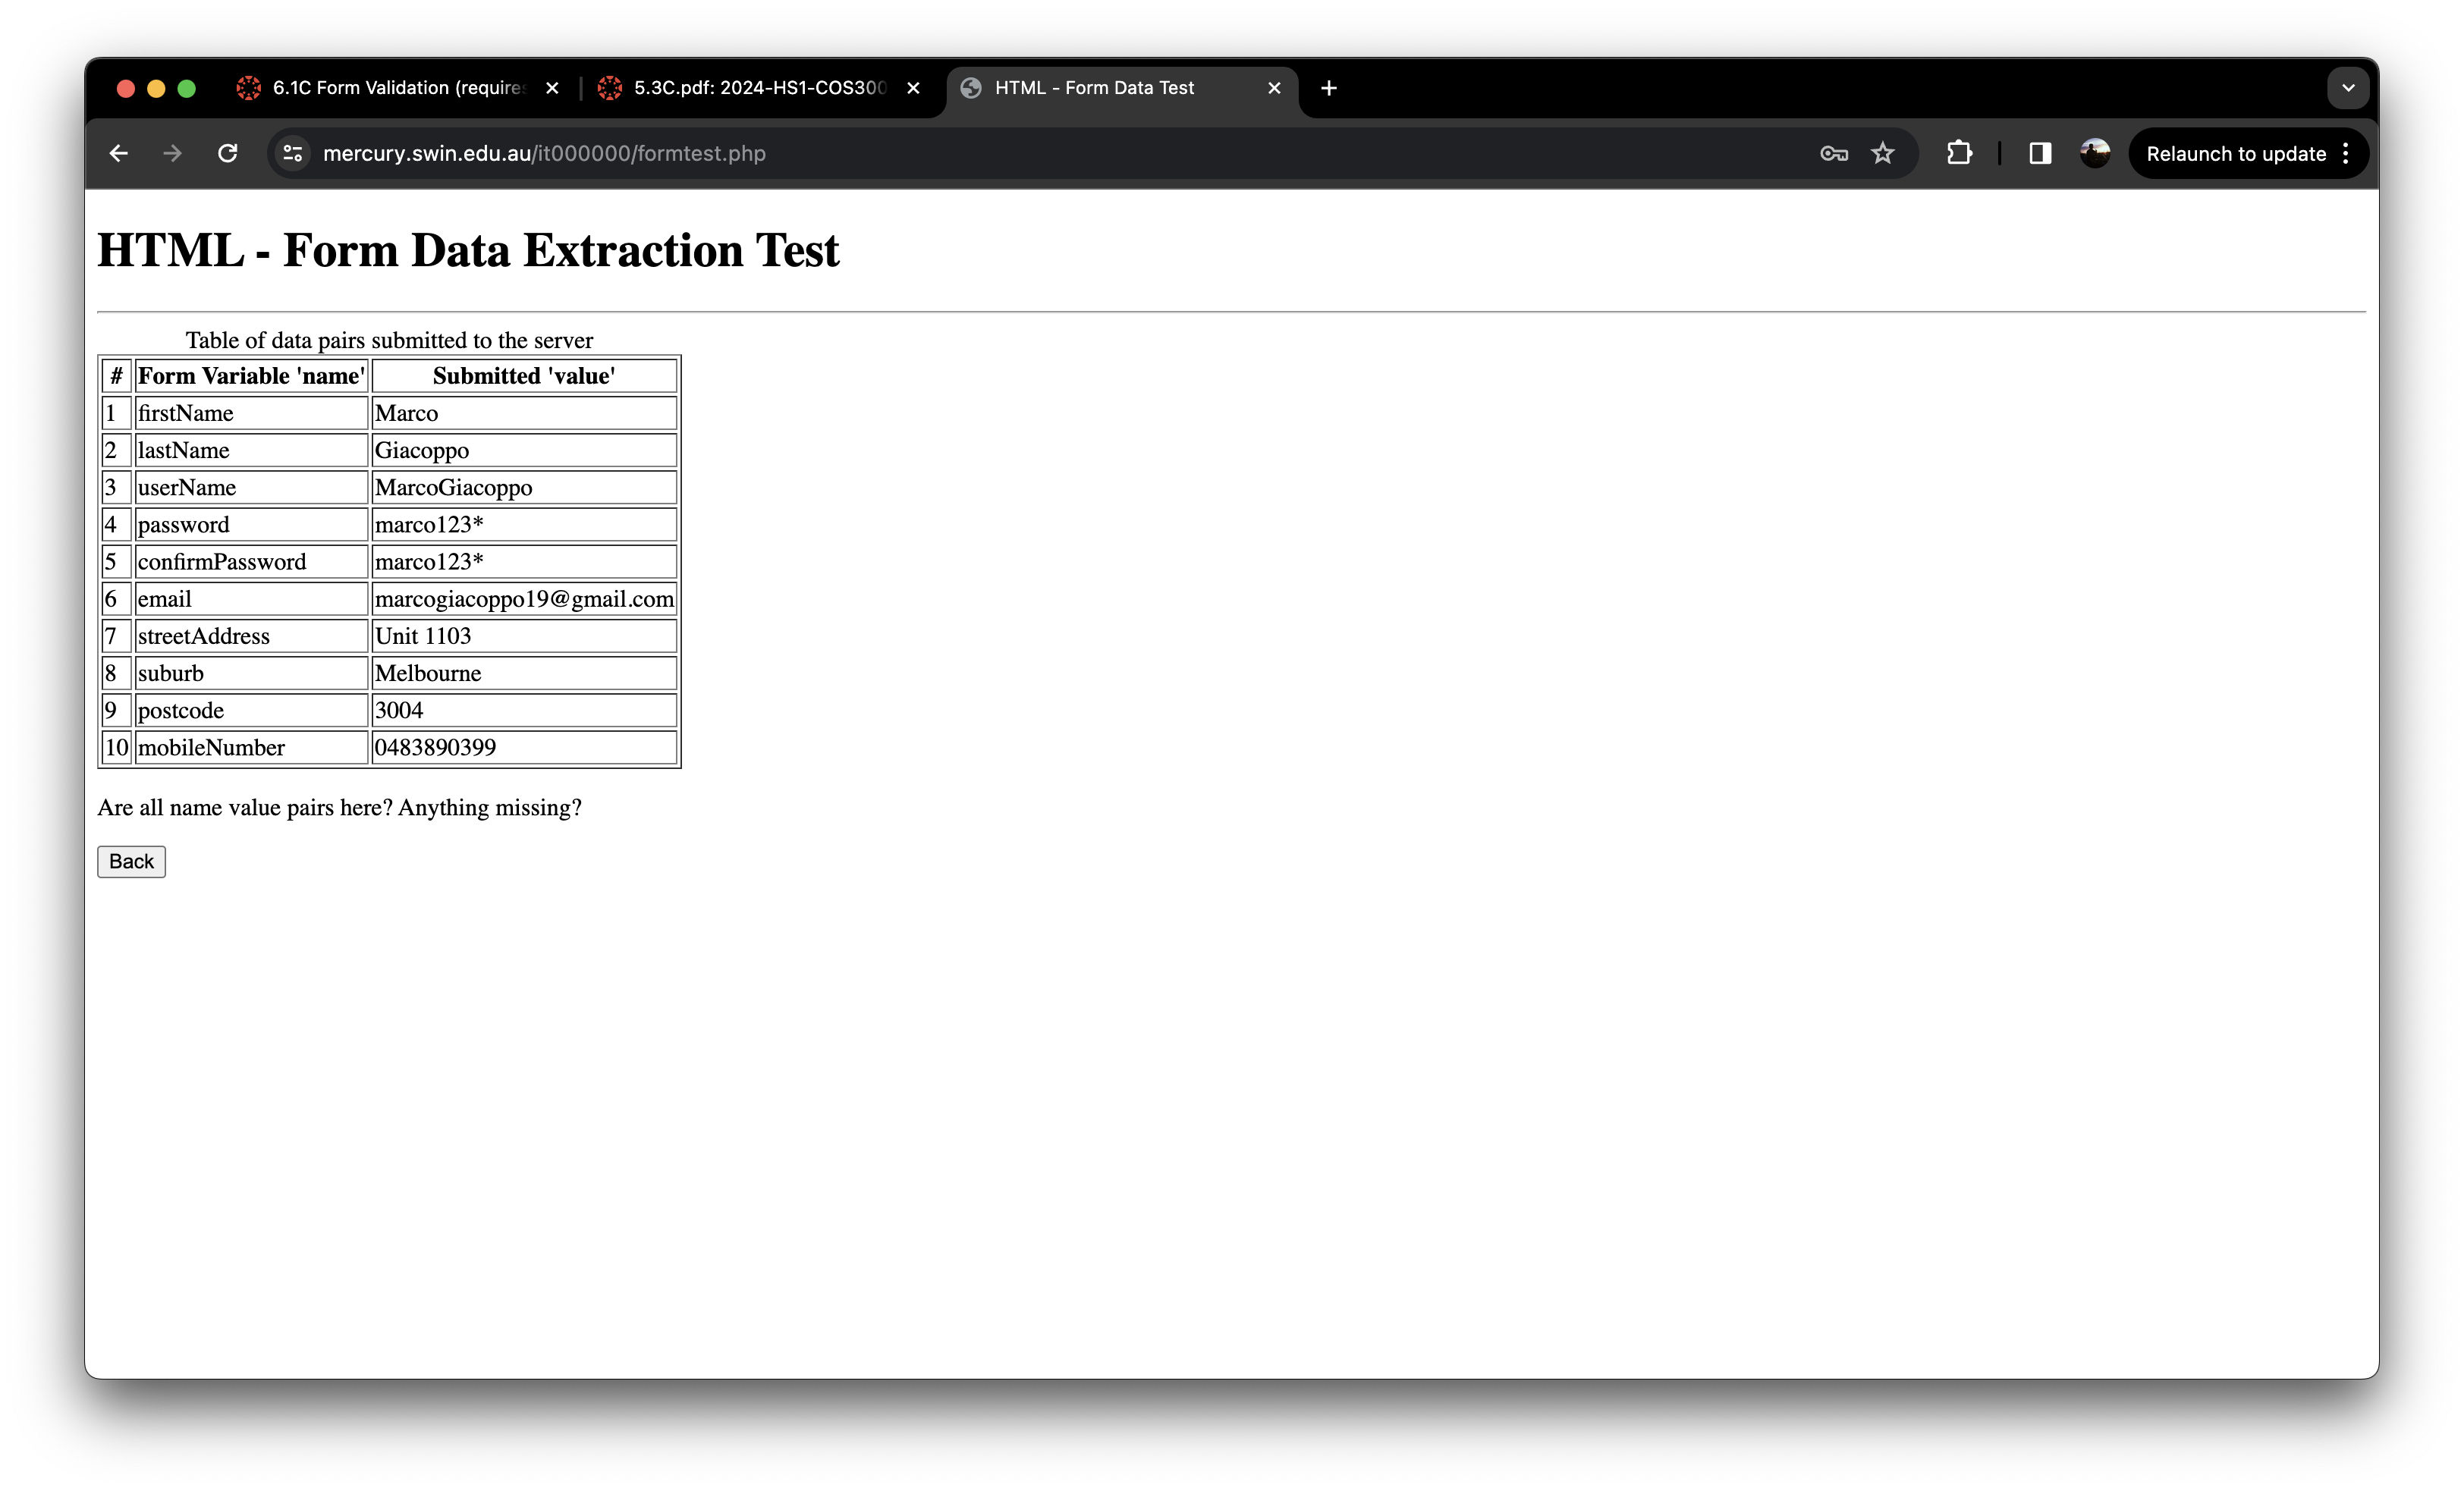 6.1C Form Validation (require
5.3C.pdf: 2024-HS1-COS300
HTML - Form Data Test
mercury.swin.edu.au/it000000/formtest.php
Relaunch to update
HTML - Form Data Extraction Test
Table of data pairs submitted to the server
# Form Variable 'name' Submitted 'value'
1 firstName Marco
2 lastName Giacoppo
3 userName MarcoGiacoppo
4 password marco123*
5 confirmPassword marco123*
6 email marcogiacoppo19@gmail.com
7 streetAddress Unit 1103
8 suburb Melbourne
9 postcode 3004
10 mobileNumber 0483890399
Are all name value pairs here? Anything missing?
Back